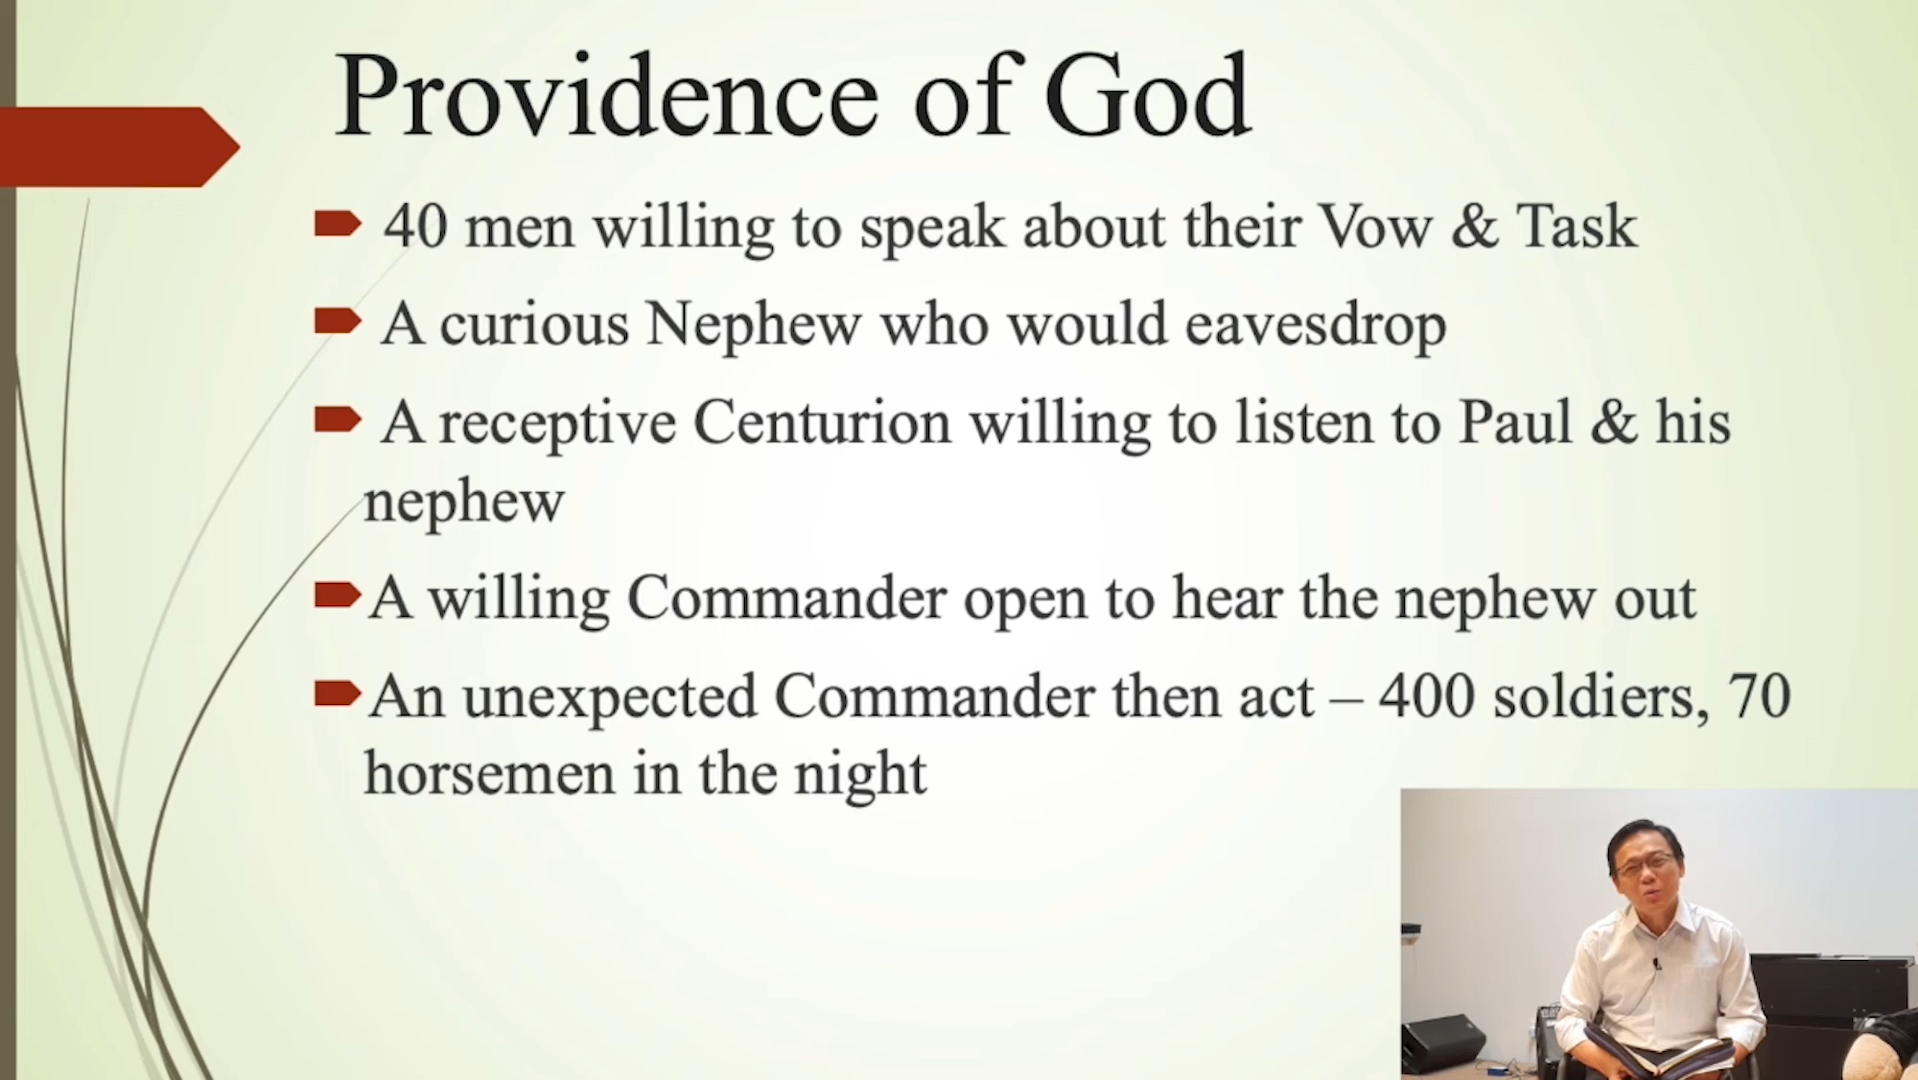 Providence of God
40 men willing to speak about their Vow & Task
A curious Nephew who would eavesdrop
A receptive Centurion willing to listen to Paul & his
nephew
A willing Commander open to hear the nephew out
An unexpected Commander then act – 400 soldiers, 70
horsemen in the night